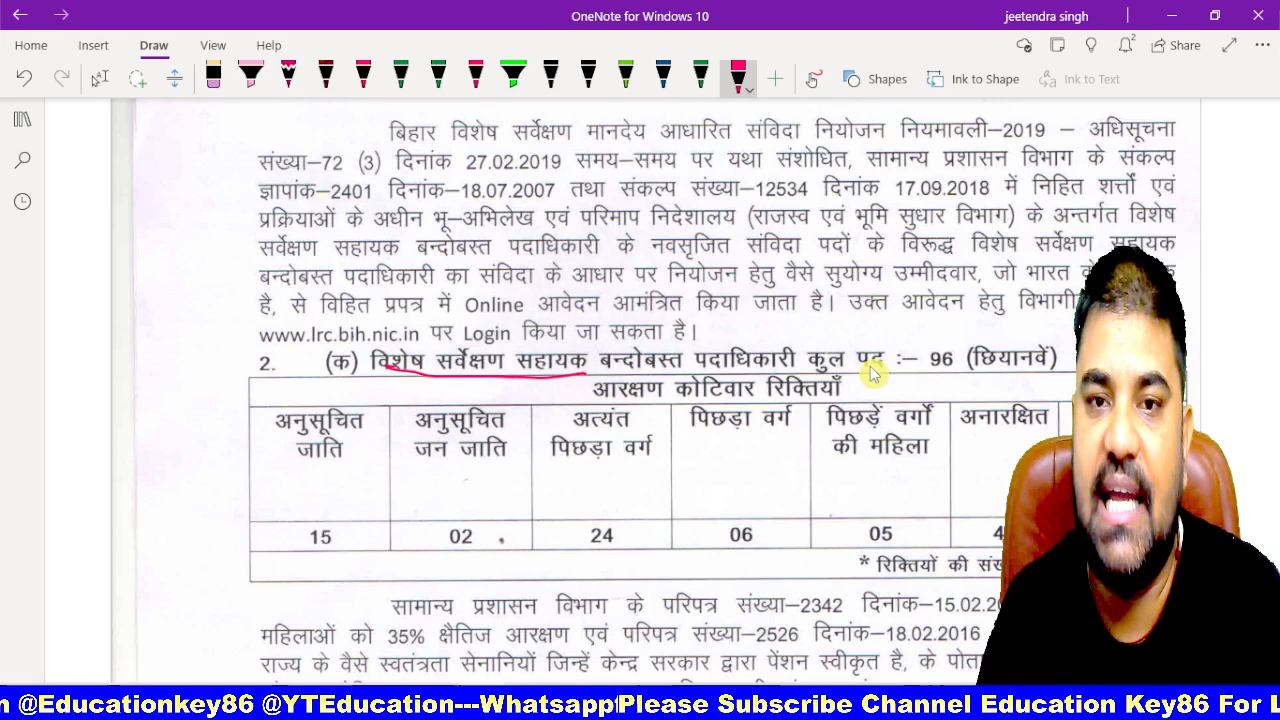 OneNote for Windows 10
jeetendra singh
Home Insert Draw View Help
Share
Shapes Ink to Shape Ink to Text
बिहार विशेष सर्वेक्षण मानदेय आधारित संविदा नियोजन नियमावली–2019 – अधिसूचना
संख्या–72 (3) दिनांक 27.02.2019 समय–समय पर यथा संशोधित, सामान्य प्रशासन विभाग के संकल्प
ज्ञापांक–2401 दिनांक–18.07.2007 तथा संकल्प संख्या–12534 दिनांक 17.09.2018 में निहित शर्त्तों एवं
प्रक्रियाओं के अधीन भू–अभिलेख एवं परिमाप निदेशालय (राजस्व एवं भूमि सुधार विभाग) के अन्तर्गत विशेष
सर्वेक्षण सहायक बन्दोबस्त पदाधिकारी के नवसृजित संविदा पदों के विरूद्ध विशेष सर्वेक्षण सहायक
बन्दोबस्त पदाधिकारी का संविदा के आधार पर नियोजन हेतु वैसे सुयोग्य उम्मीदवार, जो भारत
है, से विहित प्रपत्र में Online आवेदन आमंत्रित किया जाता है। उक्त आवेदन हेतु
www.lrc.bih.nic.in पर Login किया जा सकता है।
2. (क) विशेष सर्वेक्षण सहायक बन्दोबस्त पदाधिकारी कुल पद :– 96 (छियानवें)
आरक्षण कोटिवार रिक्तियाँ
अनुसूचित जाति अनुसूचित जन जाति अत्यंत पिछड़ा वर्ग पिछड़ा वर्ग पिछड़ें वर्गों की महिला अनारक्षित
15 02 24 06 05 4
* रिक्तियों की
सामान्य प्रशासन विभाग के परिपत्र संख्या–2342 दिनांक–15.02.
महिलाओं को 35% क्षैतिज आरक्षण एवं परिपत्र संख्या–2526 दिनांक–18.02.2016
राज्य के वैसे स्वतंत्रता सेनानियों जिन्हें केन्द्र सरकार द्वारा पेंशन स्वीकृत है, के
@Educationkey86 @YTEducation---Whatsapp Please Subscribe Channel Education Key86 For